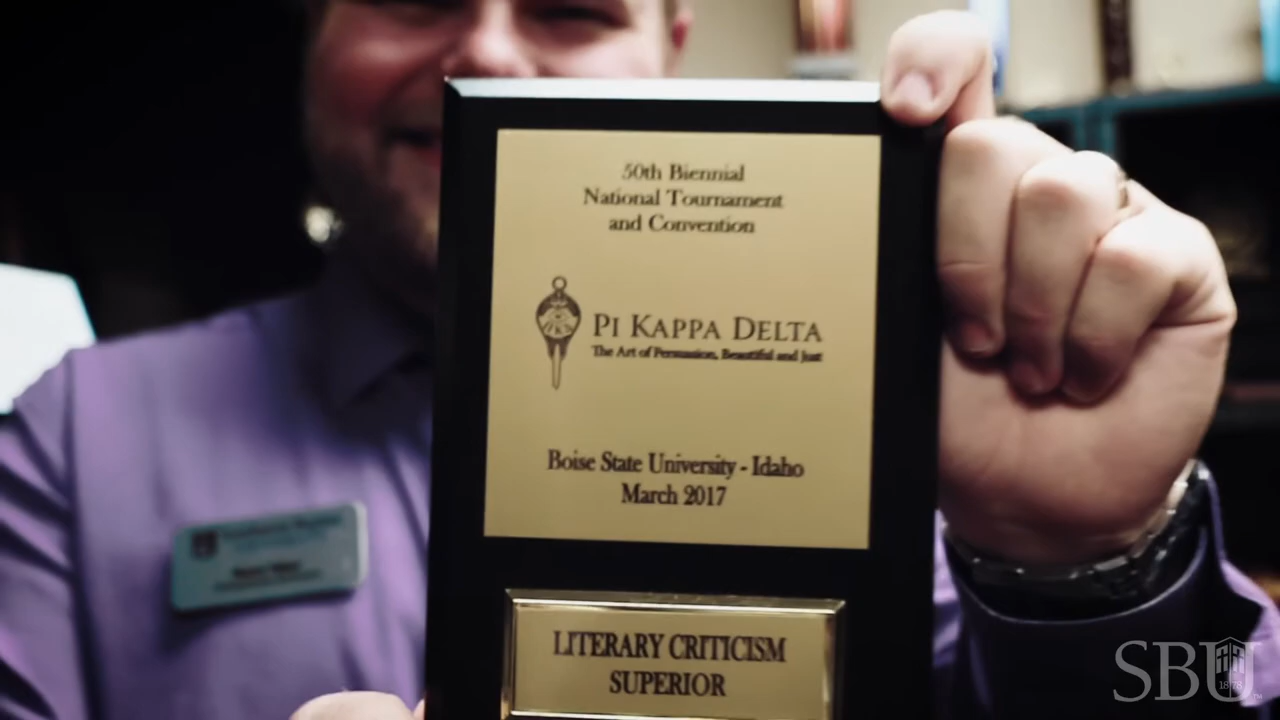 50th Biennial
National Tournament
and Convention
PI KAPPA DELTA
The Art of Persuasion, Beautiful and Just
Boise State University - Idaho
March 2017
LITERARY CRITICISM
SUPERIOR
SBU
1878